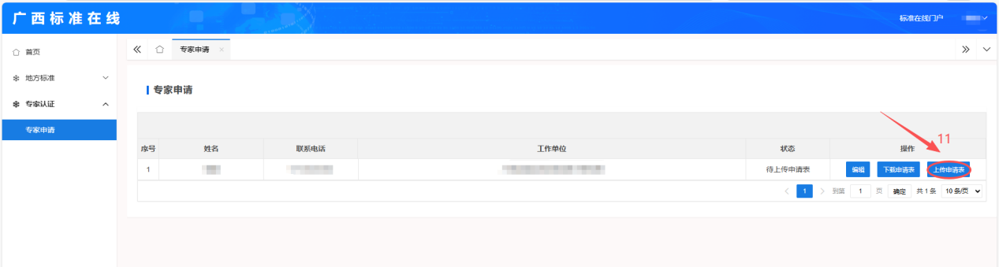 广西标准在线
标准在线门户
首页
专家申请
地方标准
专家认证
专家申请
专家申请
11
序号 姓名 联系电话 工作单位 状态 操作
1 待上传申请表 编辑 下载申请表 上传申请表
1 到第 1 页 确定 共 1 条 10 条/页